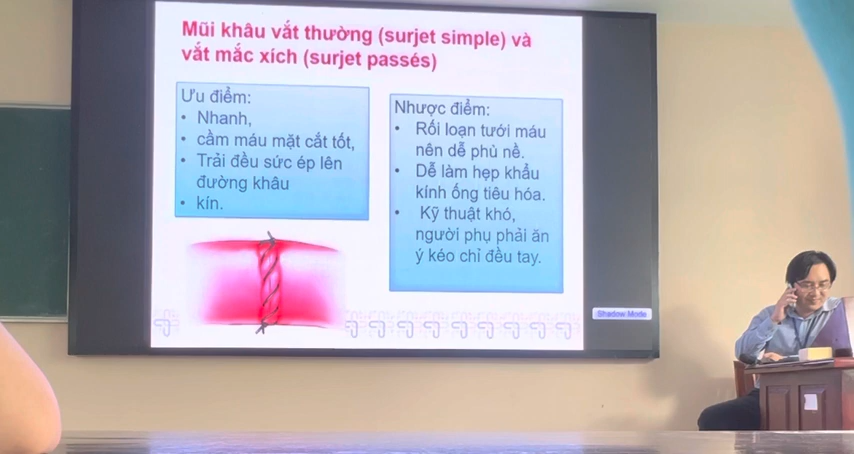 Mũi khâu vắt thường (surjet simple) và
vắt mắc xích (surjet passés)
Ưu điểm:
• Nhanh,
• cầm máu mặt cắt tốt,
• Trải đều sức ép lên
đường khâu
• kín.
Nhược điểm:
• Rối loạn tưới máu
nên dễ phù nề.
• Dễ làm hẹp khẩu
kính ống tiêu hóa.
• Kỹ thuật khó,
người phụ phải ăn
ý kéo chỉ đều tay.
Shadow Mode